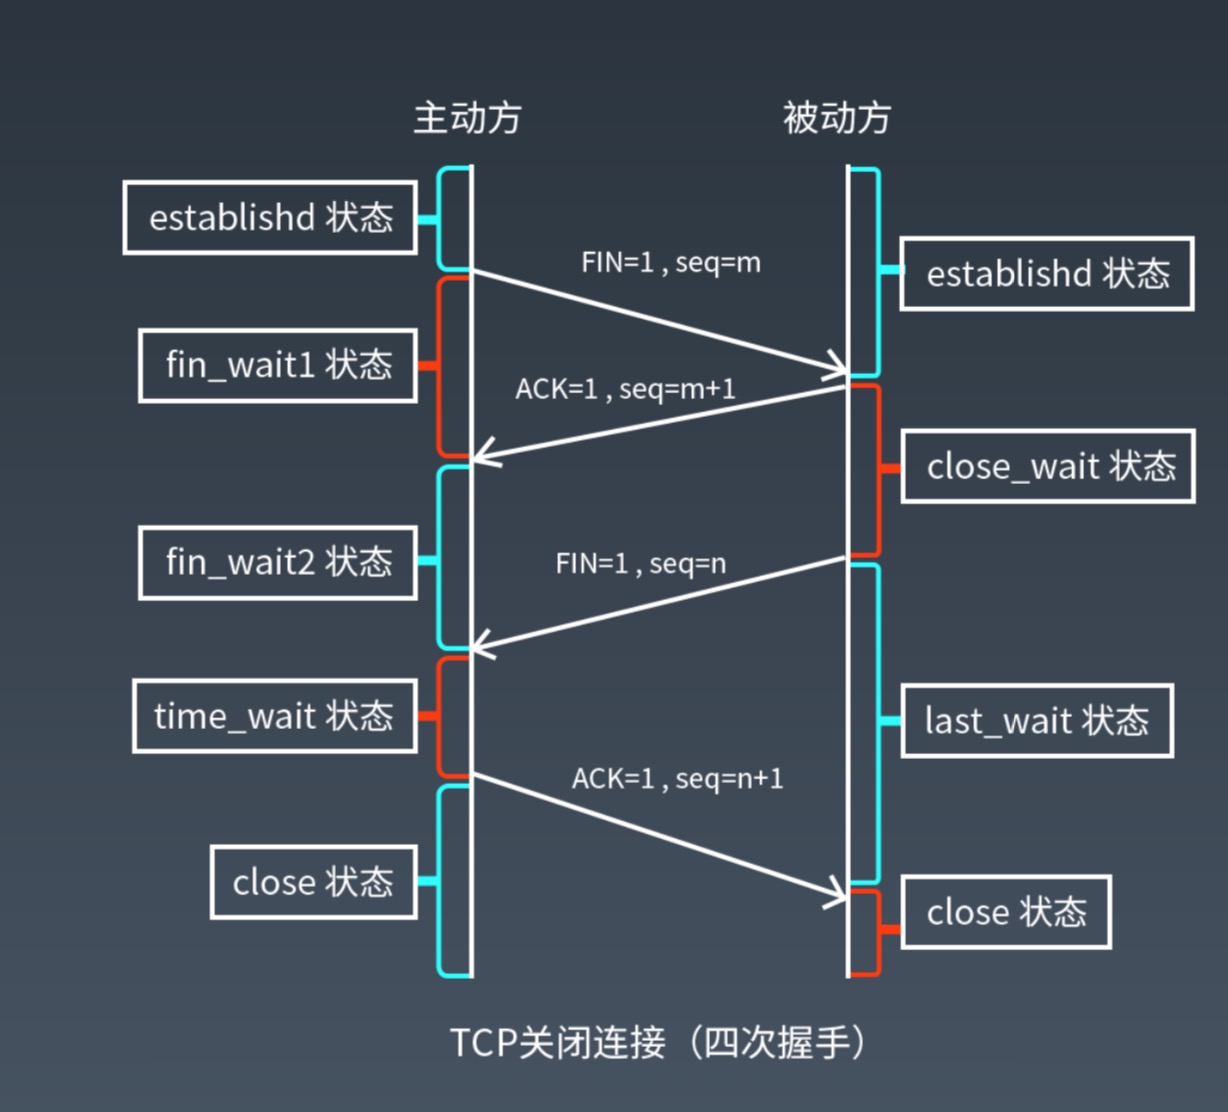 主动方
被动方
establishd 状态
FIN=1 , seq=m
establishd 状态
fin_wait1 状态
ACK=1 , seq=m+1
close_wait 状态
fin_wait2 状态
FIN=1 , seq=n
time_wait 状态
last_wait 状态
ACK=1 , seq=n+1
close 状态
close 状态
TCP关闭连接（四次握手）